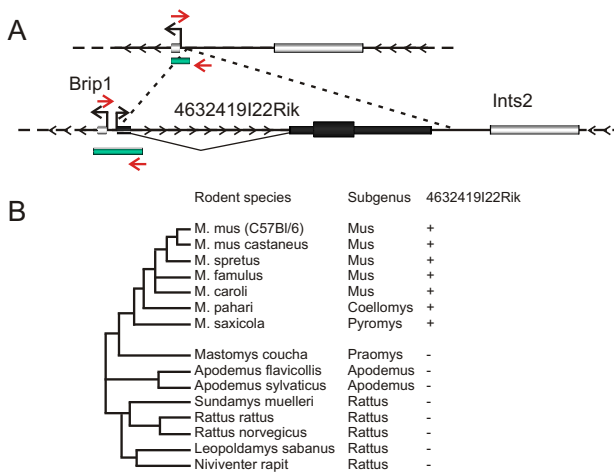 A
Brip1
4632419I22Rik
Ints2
B
Rodent species Subgenus 4632419I22Rik
M. mus (C57Bl/6) Mus +
M. mus castaneus Mus +
M. spretus Mus +
M. famulus Mus +
M. caroli Mus +
M. pahari Coellomys +
M. saxicola Pyromys +
Mastomys coucha Praomys -
Apodemus flavicollis Apodemus -
Apodemus sylvaticus Apodemus -
Sundamys muelleri Rattus -
Rattus rattus Rattus -
Rattus norvegicus Rattus -
Leopoldamys sabanus Rattus -
Niviventer rapit Rattus -